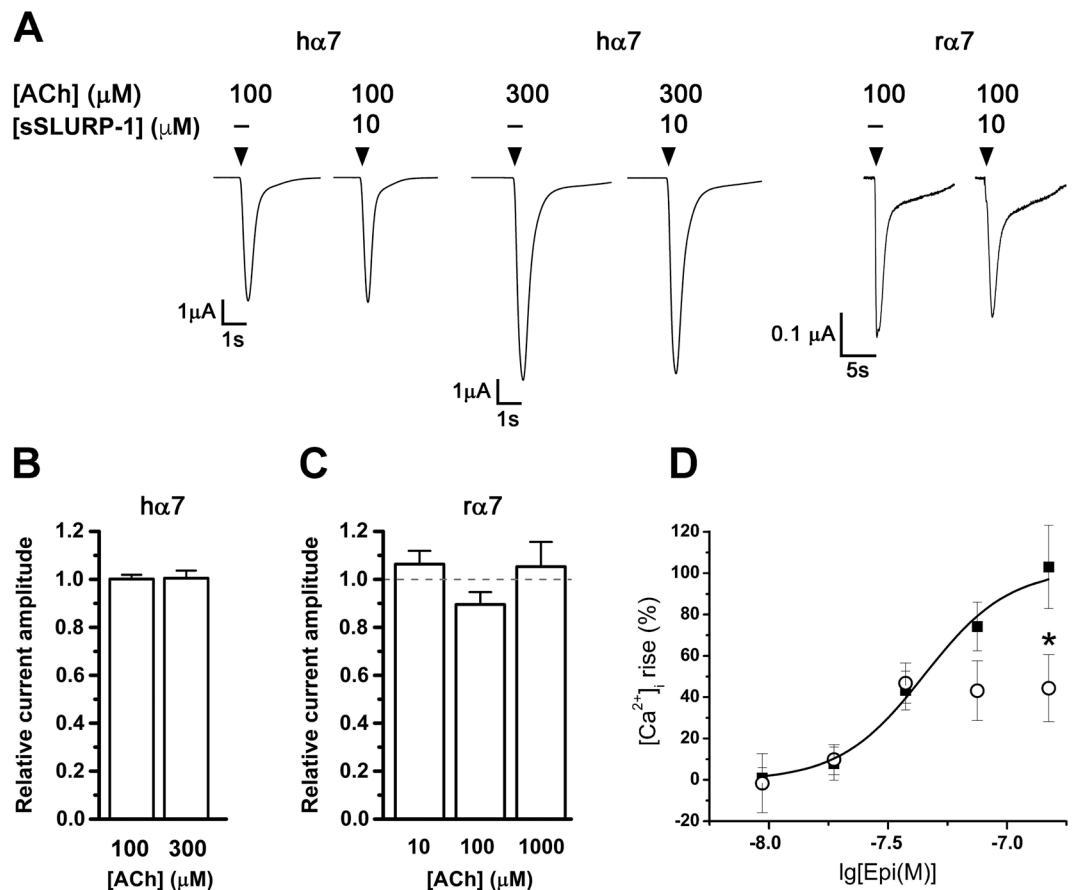 A
hα7 hα7 rα7
[ACh] (μM) 100 100 300 300 100 100
[sSLURP-1] (μM) – 10 – 10 – 10
1μA
1s
1μA
1s
0.1 μA
5s
B
hα7
Relative current amplitude
1.2
1.0
0.8
0.6
0.4
0.2
0.0
100 300
[ACh] (μM)
C
rα7
Relative current amplitude
1.2
1.0
0.8
0.6
0.4
0.2
0.0
10 100 1000
[ACh] (μM)
D
[Ca²⁺]ᵢ rise (%)
120
100
80
60
40
20
0
-20
*
-8.0 -7.5 -7.0
lg[Epi(M)]